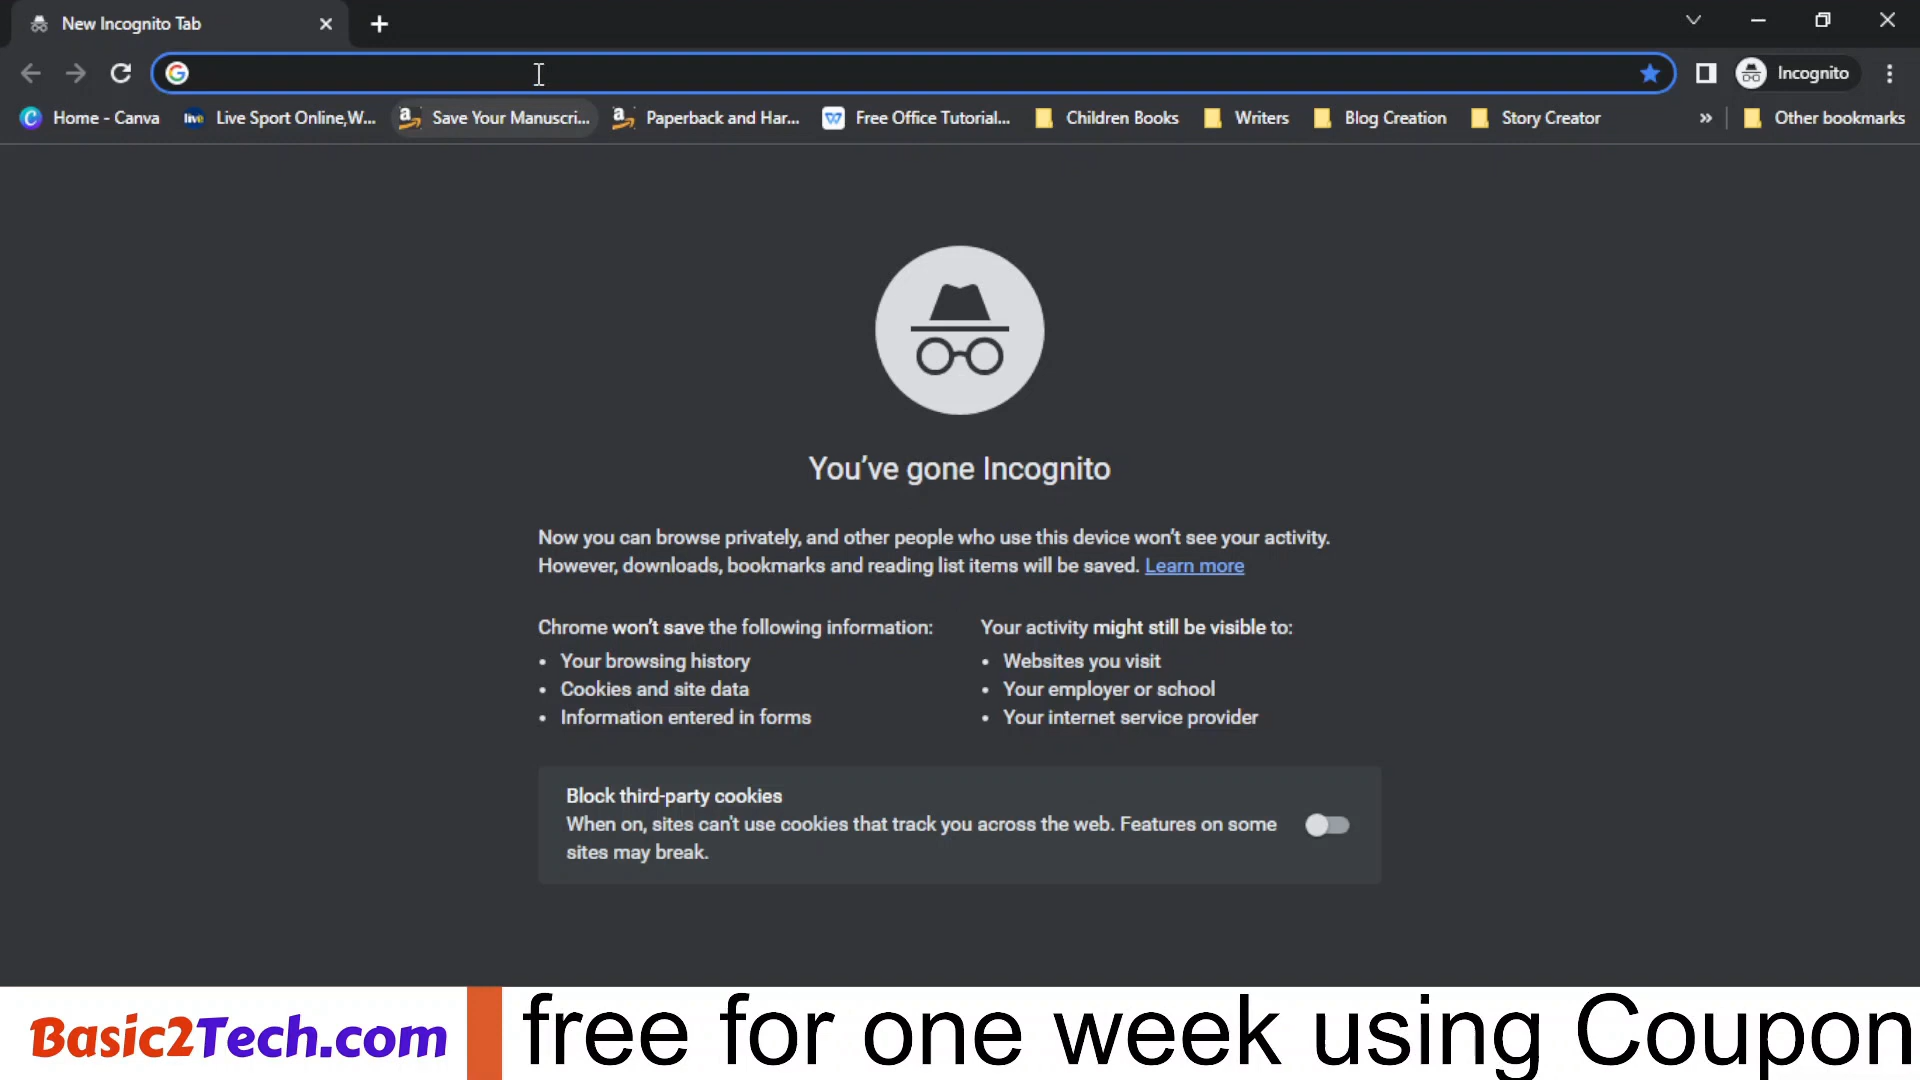 New Incognito Tab
Incognito
Home - Canva
Live Sport Online,W...
Save Your Manuscri...
Paperback and Har...
Free Office Tutorial...
Children Books
Writers
Blog Creation
Story Creator
»
Other bookmarks
You've gone Incognito
Now you can browse privately, and other people who use this device won't see your activity.
However, downloads, bookmarks and reading list items will be saved. Learn more
Chrome won't save the following information:
• Your browsing history
• Cookies and site data
• Information entered in forms
Your activity might still be visible to:
• Websites you visit
• Your employer or school
• Your internet service provider
Block third-party cookies
When on, sites can't use cookies that track you across the web. Features on some
sites may break.
Basic2Tech.com
free for one week using Coupon